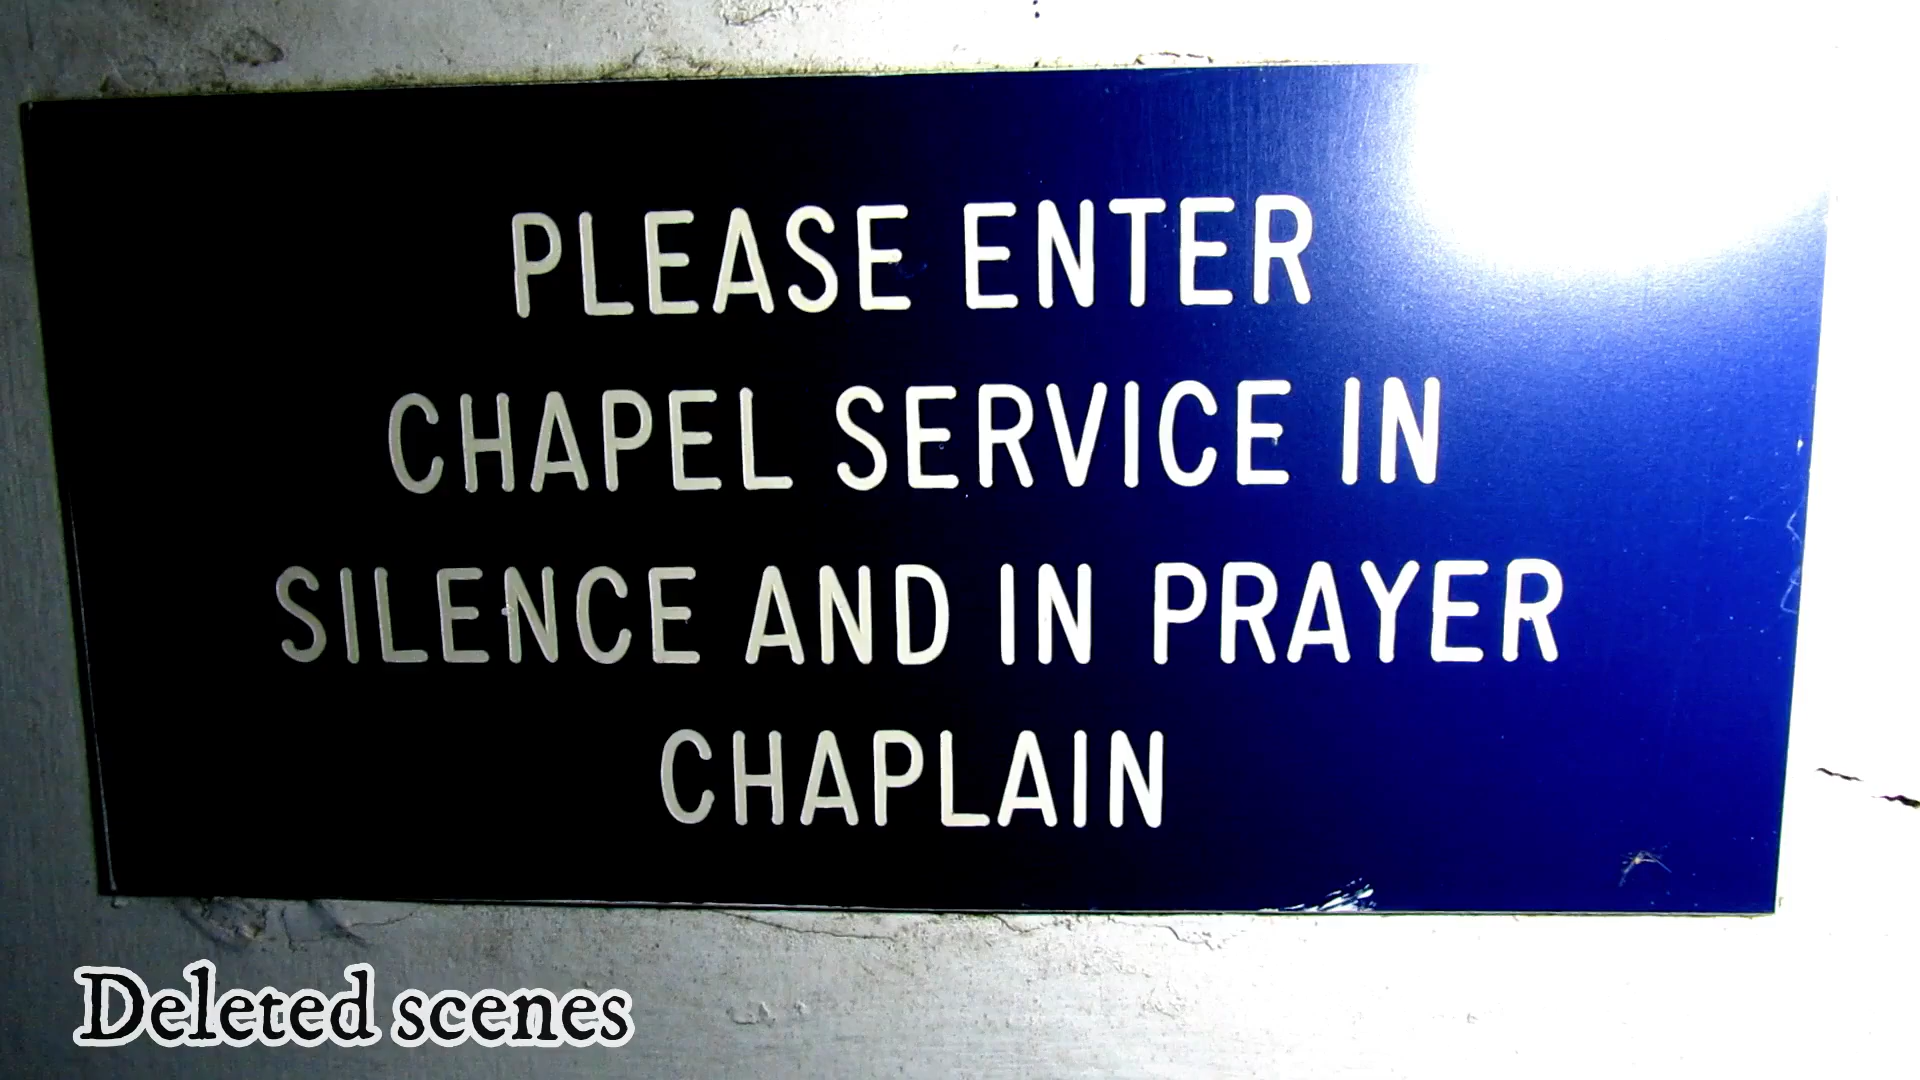 PLEASE ENTER
CHAPEL SERVICE IN
SILENCE AND IN PRAYER
CHAPLAIN
Deleted scenes